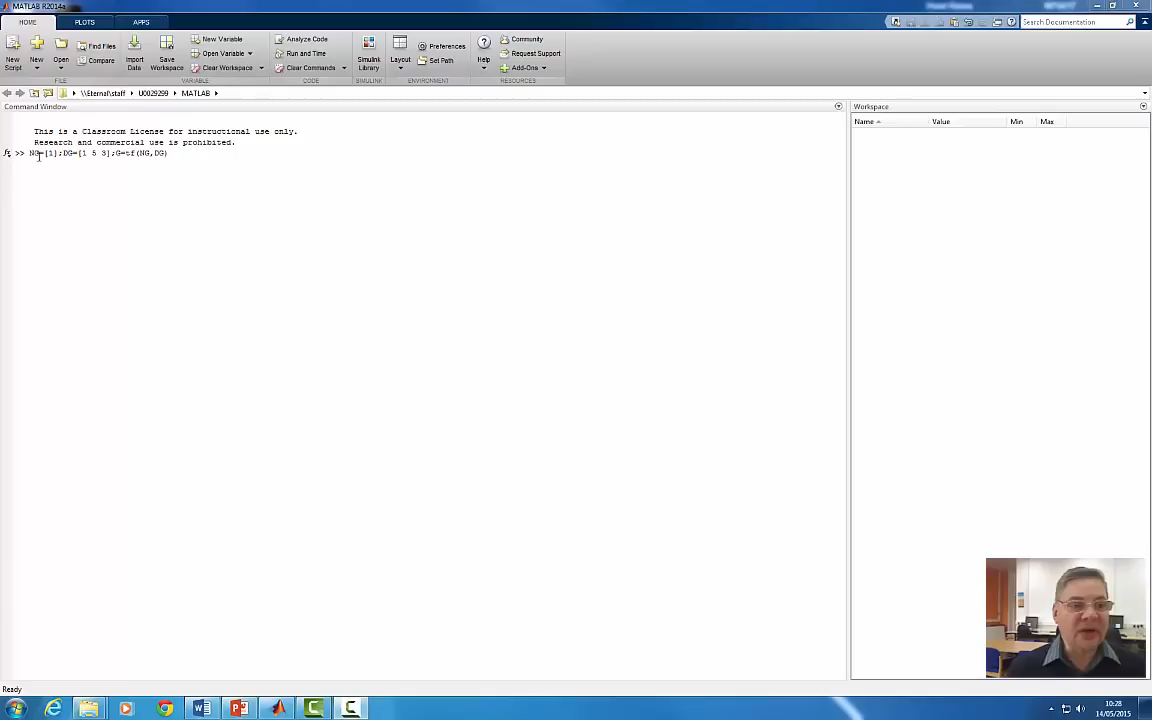 MATLAB R2014a
HOME PLOTS APPS Search Documentation
New Script New Open Find Files Compare Import Data Save Workspace New Variable Open Variable Clear Workspace Analyze Code Run and Time Clear Commands Simulink Library Layout Preferences Set Path Help Community Request Support Add-Ons
FILE VARIABLE CODE SIMULINK ENVIRONMENT RESOURCES
\\Eternal\staff U0029299 MATLAB
Command Window Workspace
Name Value Min Max
This is a Classroom License for instructional use only.
Research and commercial use is prohibited.
fx >> NG=[1];DG=[1 5 3];G=tf(NG,DG)
Ready
10:28
14/05/2015